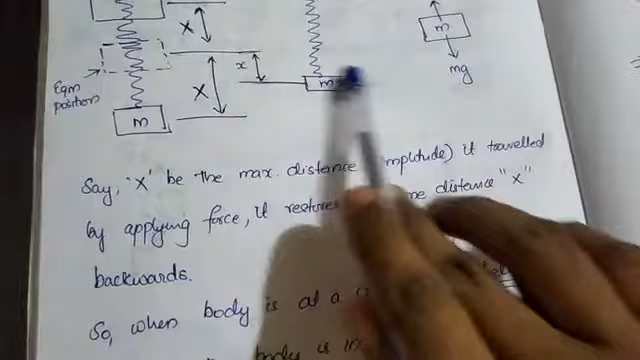 X
x
X
Eqm
position
m
m
m
mg
Say, 'X' be the max. distance (amplitude) it travelled
by applying force, it restores distance "x"
backwards.
So, when body is at a
body is in